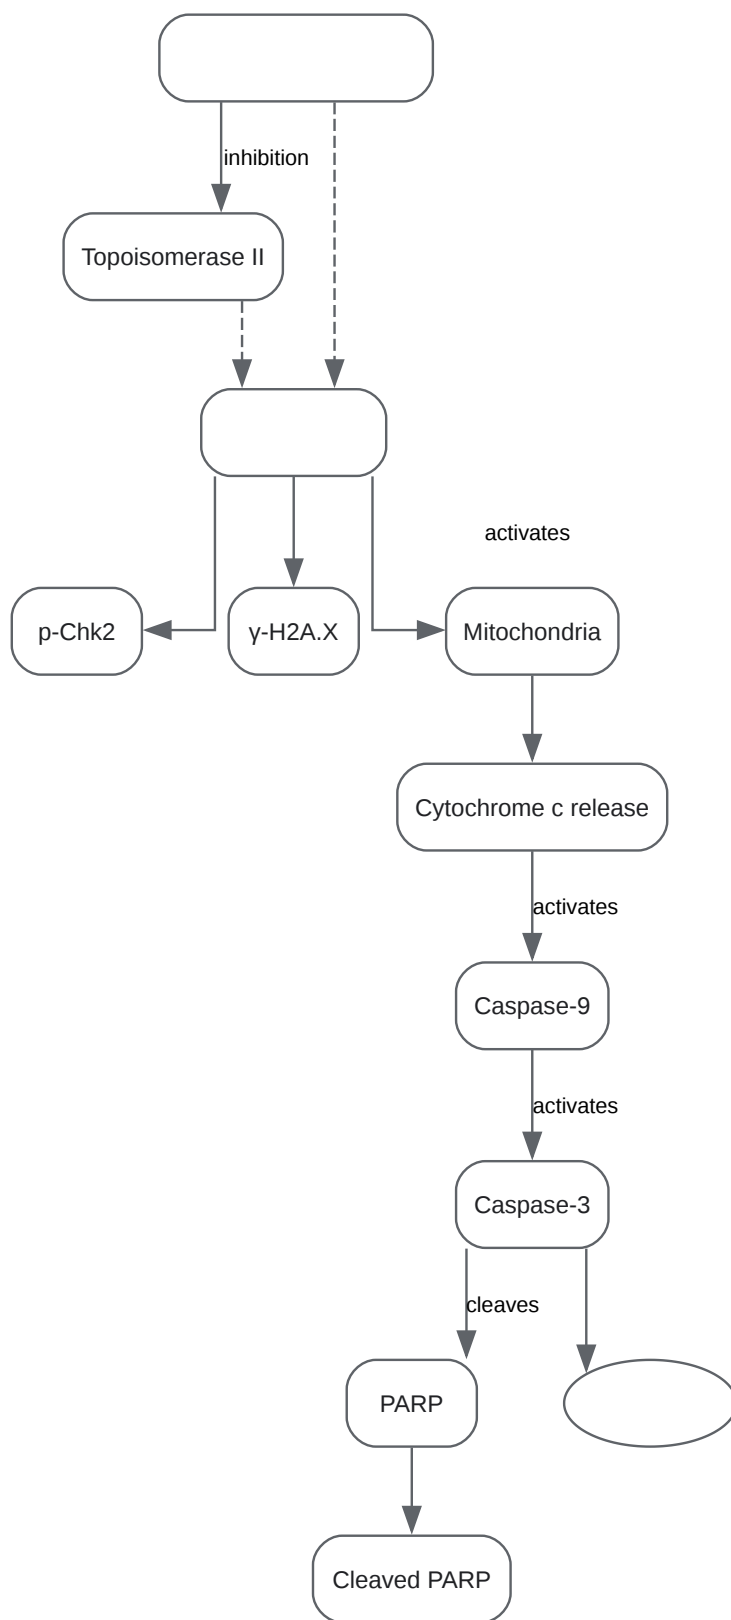 inhibition
Topoisomerase II
activates
p-Chk2
γ-H2A.X
Mitochondria
Cytochrome c release
activates
Caspase-9
activates
Caspase-3
cleaves
PARP
Cleaved PARP